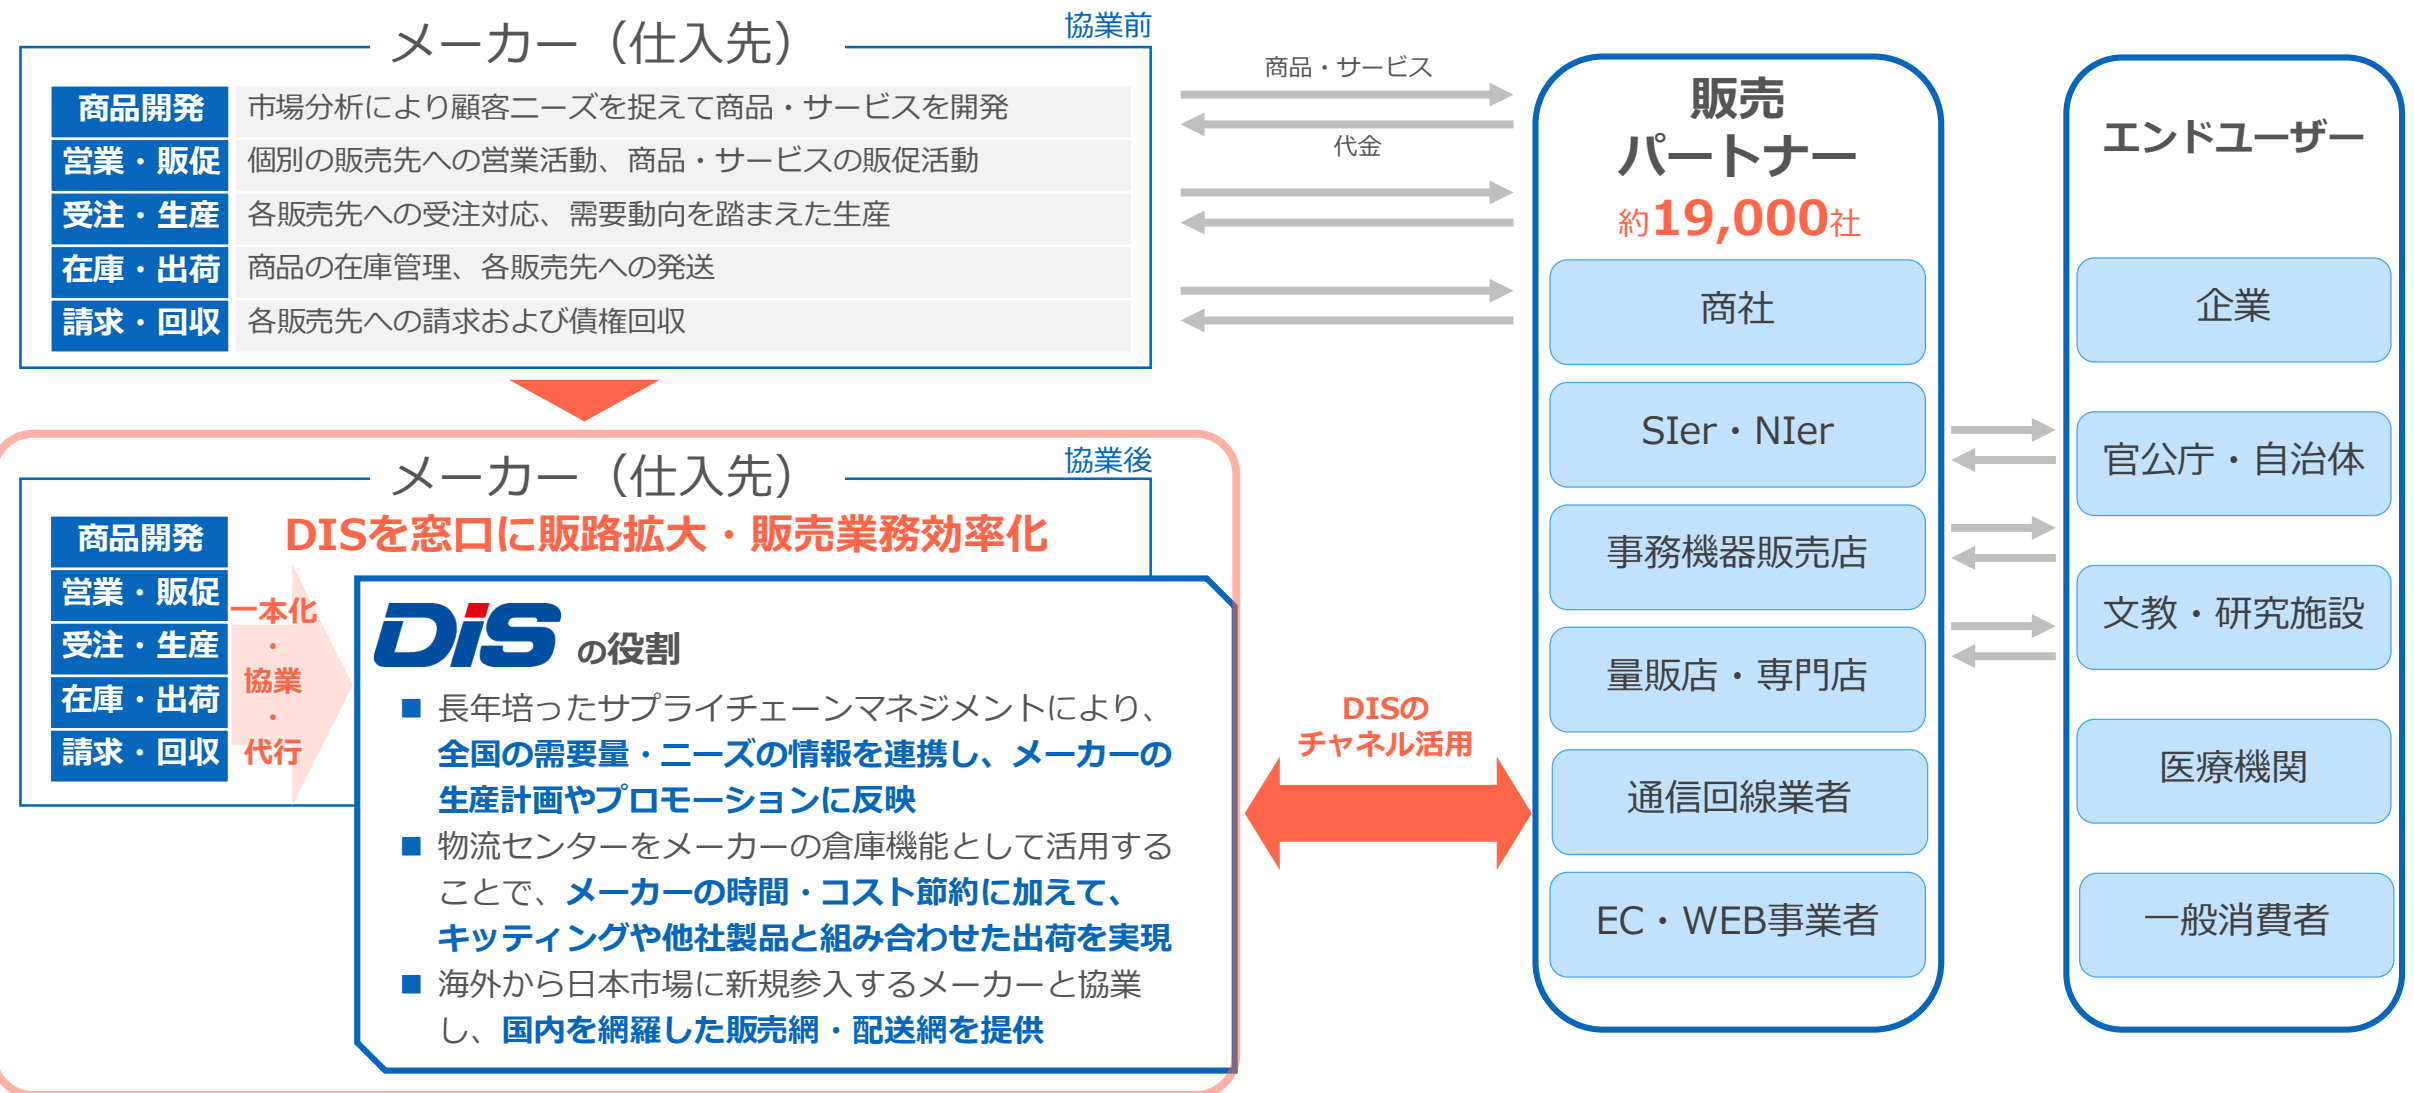 メーカー（仕入先）
協業前
商品開発
市場分析により顧客ニーズを捉えて商品・サービスを開発
営業・販促
個別の販売先への営業活動、商品・サービスの販促活動
受注・生産
各販売先への受注対応、需要動向を踏まえた生産
在庫・出荷
商品の在庫管理、各販売先への発送
請求・回収
各販売先への請求および債権回収
商品・サービス
代金
メーカー（仕入先）
協業後
DISを窓口に販路拡大・販売業務効率化
商品開発
営業・販促
受注・生産
在庫・出荷
請求・回収
一本化
・
協業
・
代行
DiSの役割
■ 長年培ったサプライチェーンマネジメントにより、
全国の需要量・ニーズの情報を連携し、メーカーの
生産計画やプロモーションに反映
■ 物流センターをメーカーの倉庫機能として活用する
ことで、メーカーの時間・コスト節約に加えて、
キッティングや他社製品と組み合わせた出荷を実現
■ 海外から日本市場に新規参入するメーカーと協業
し、国内を網羅した販売網・配送網を提供
DISの
チャネル活用
販売
パートナー
約19,000社
商社
SIer・NIer
事務機器販売店
量販店・専門店
通信回線業者
EC・WEB事業者
エンドユーザー
企業
官公庁・自治体
文教・研究施設
医療機関
一般消費者